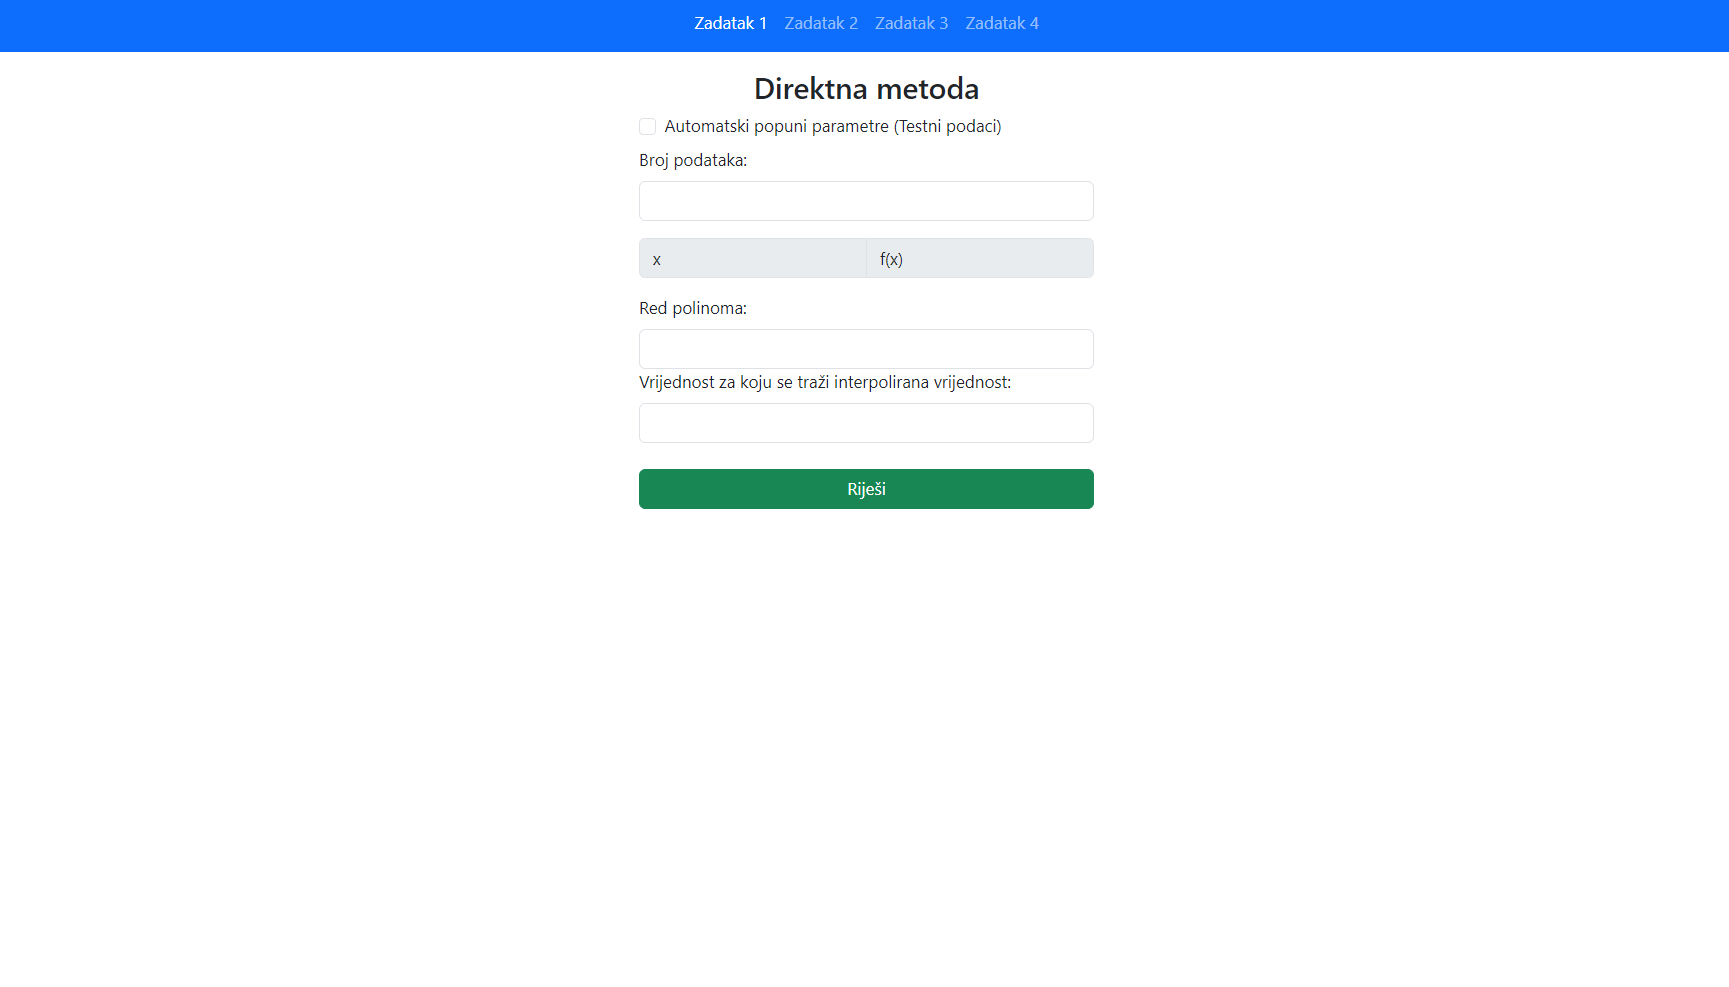 Zadatak 1 Zadatak 2 Zadatak 3 Zadatak 4
Direktna metoda
Automatski popuni parametre (Testni podaci)
Broj podataka:
x f(x)
Red polinoma:
Vrijednost za koju se traži interpolirana vrijednost:
Riješi